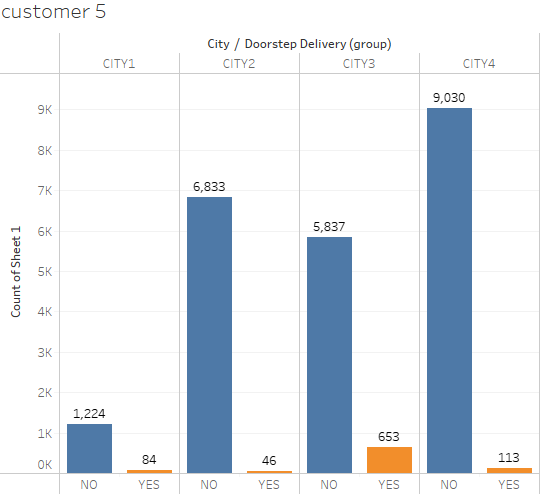 customer 5
City / Doorstep Delivery (group)
CITY1 CITY2 CITY3 CITY4
Count of Sheet 1
9K
8K
7K
6K
5K
4K
3K
2K
1K
0K
1,224 84 6,833 46 5,837 653 9,030 113
NO YES NO YES NO YES NO YES